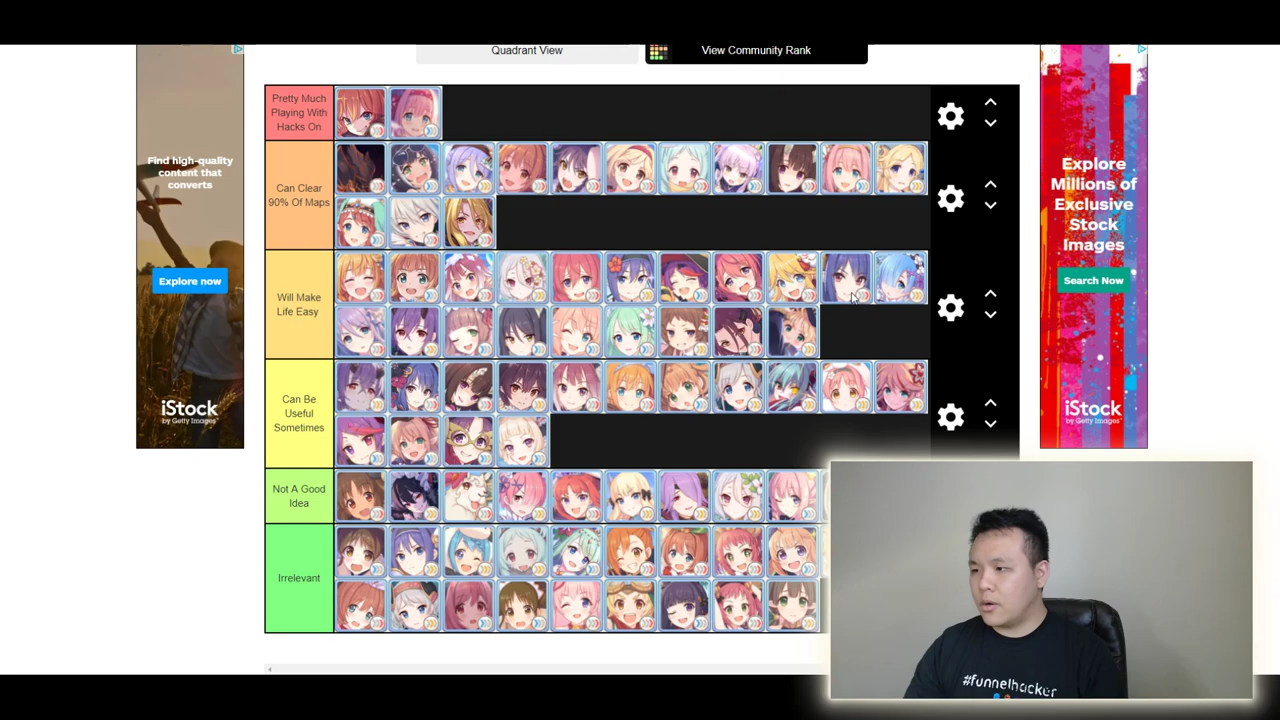 Quadrant View
View Community Rank
Find high-quality
content that
converts
Explore now
iStock
by Getty Images
Pretty Much
Playing With
Hacks On
Can Clear
90% Of Maps
Will Make
Life Easy
Can Be
Useful
Sometimes
Not A Good
Idea
Irrelevant
Explore
Millions of
Exclusive
Stock
Images
Search Now
iStock
by Getty Images
#funnelhacker